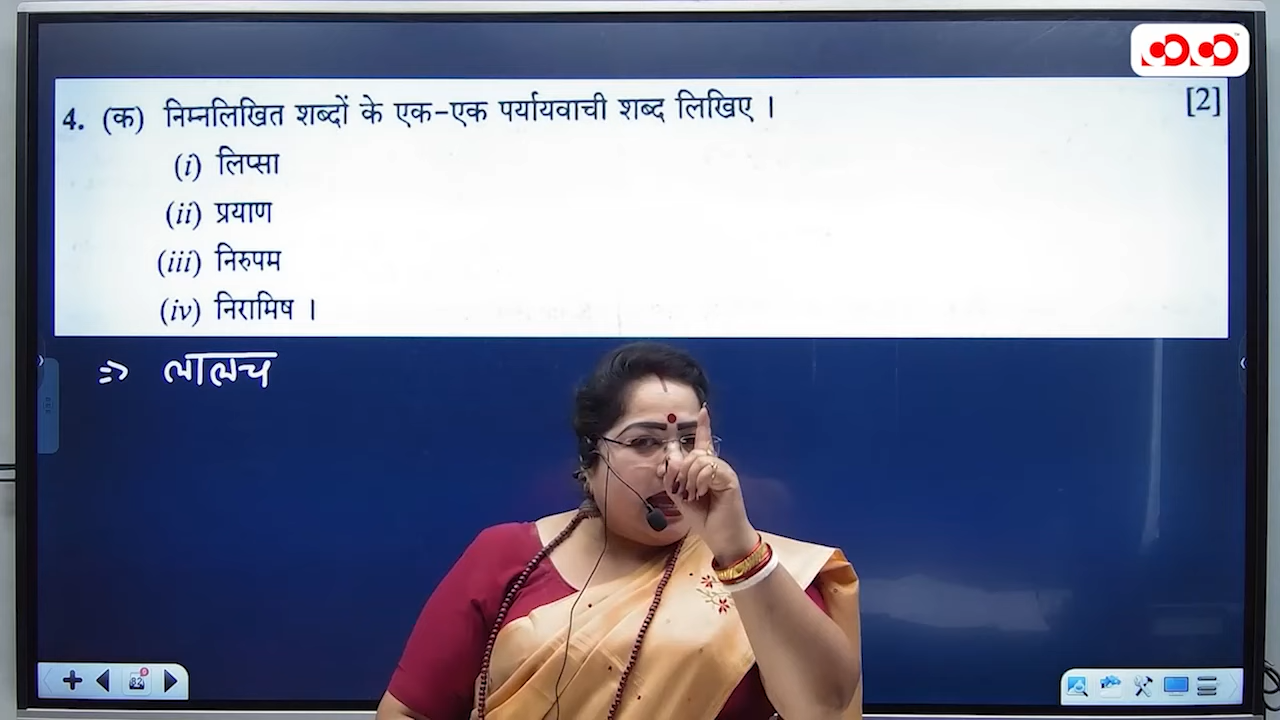 4. (क) निम्नलिखित शब्दों के एक-एक पर्यायवाची शब्द लिखिए । [2]
(i) लिप्सा
(ii) प्रयाण
(iii) निरुपम
(iv) निरामिष ।
⇒ लालच